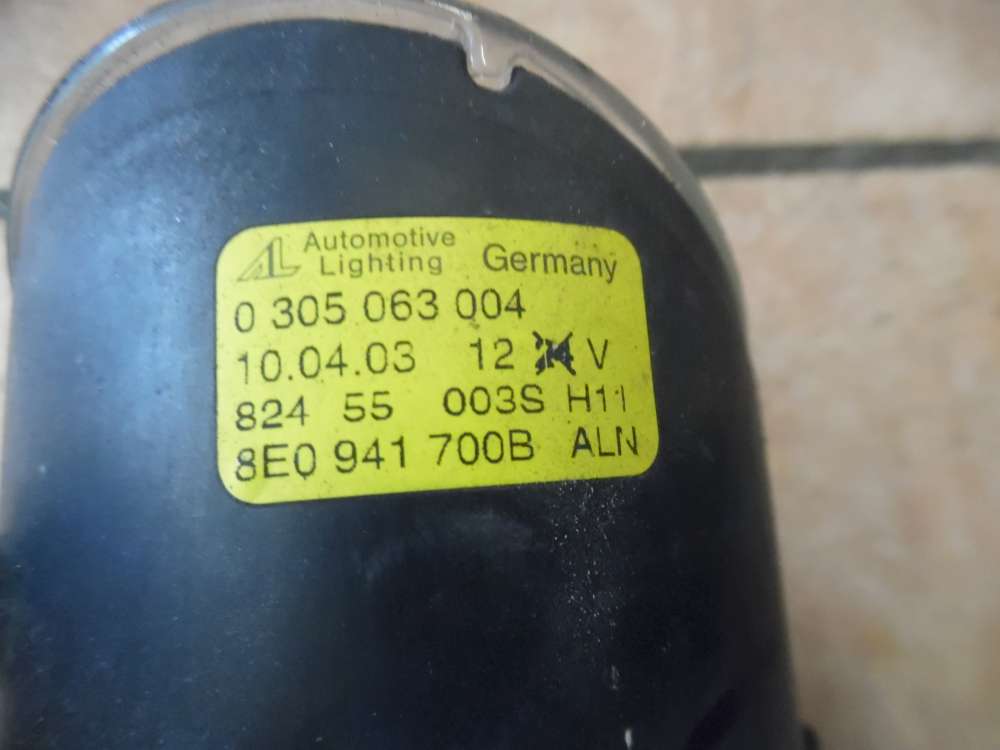 AL Automotive Lighting Germany
0 305 063 004
10.04.03 12 V
824 55 003S H11
8E0 941 700B ALN